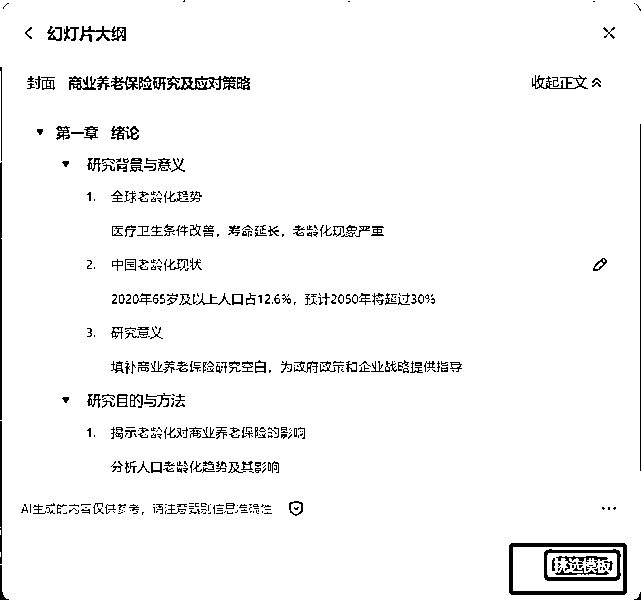 幻灯片大纲
封面 商业养老保险研究及应对策略 收起正文
第一章 绪论
研究背景与意义
1. 全球老龄化趋势
医疗卫生条件改善，寿命延长，老龄化现象严重
2. 中国老龄化现状
2020年65岁及以上人口占12.6%，预计2050年将超过30%
3. 研究意义
填补商业养老保险研究空白，为政府政策和企业战略提供指导
研究目的与方法
1. 揭示老龄化对商业养老保险的影响
分析人口老龄化趋势及其影响
AI生成的内容仅供参考，请注意甄别信息准确性
挑选模板